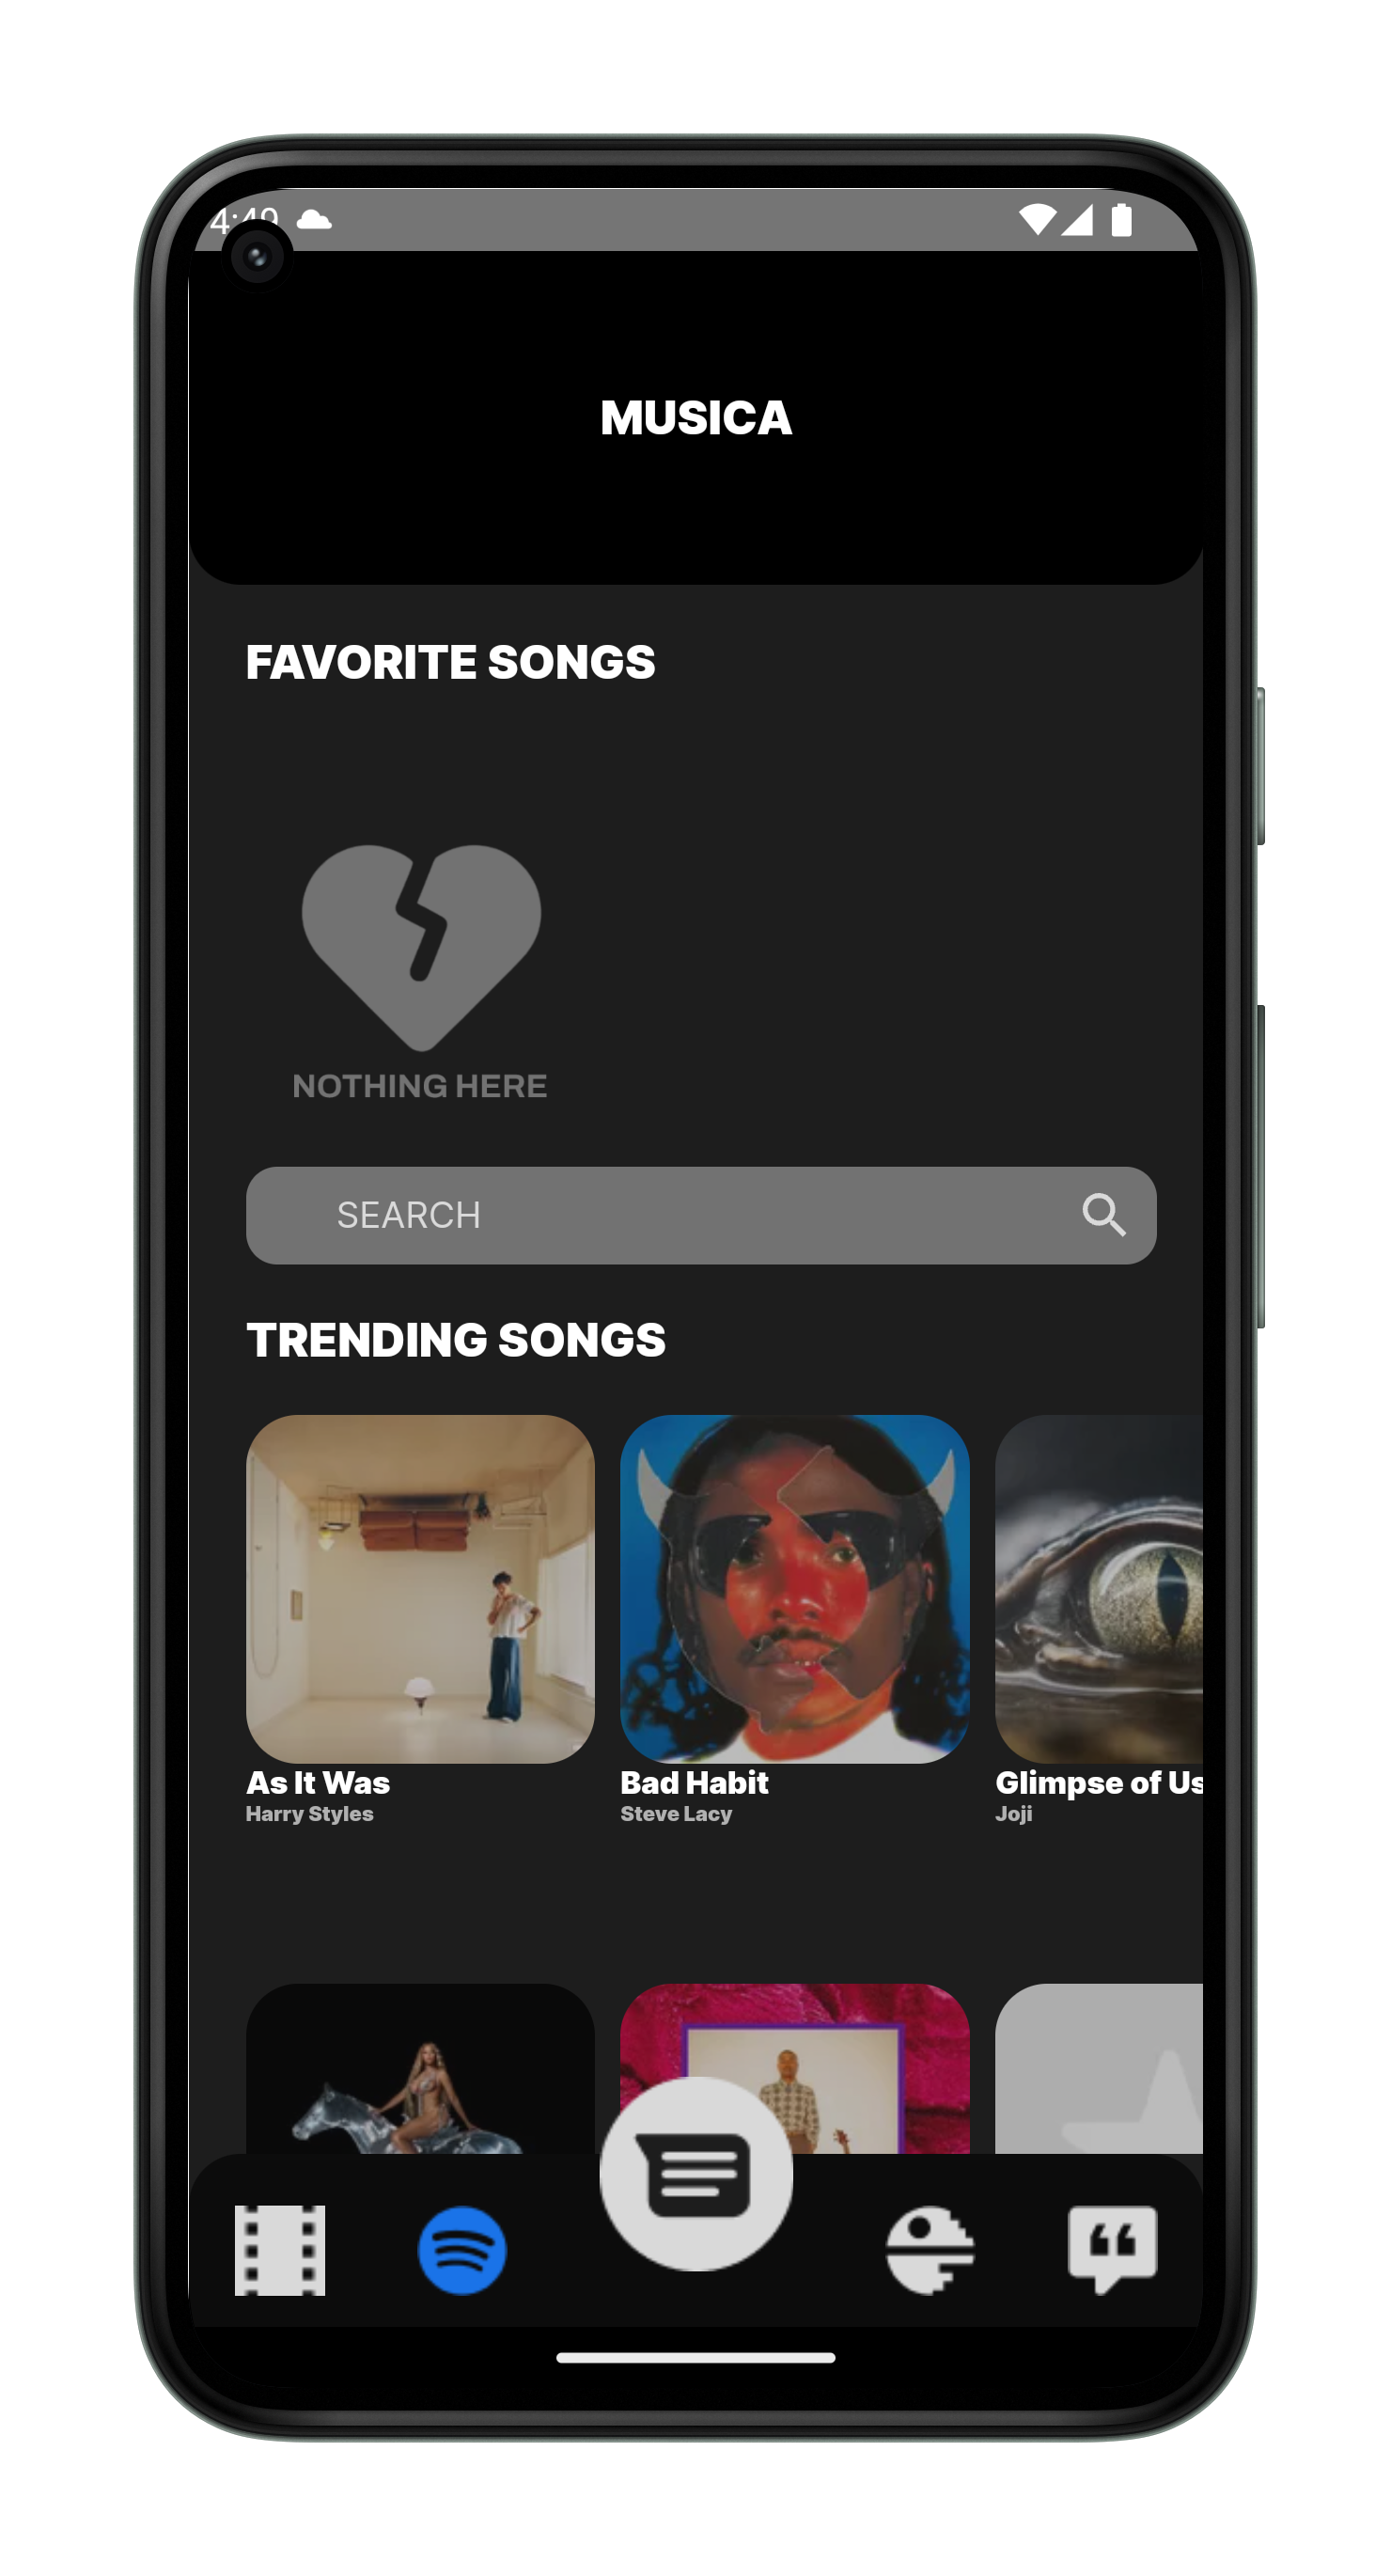 4:49
MUSICA
FAVORITE SONGS
NOTHING HERE
SEARCH
TRENDING SONGS
As It Was
Bad Habit
Glimpse of Us
Harry Styles
Steve Lacy
Joji